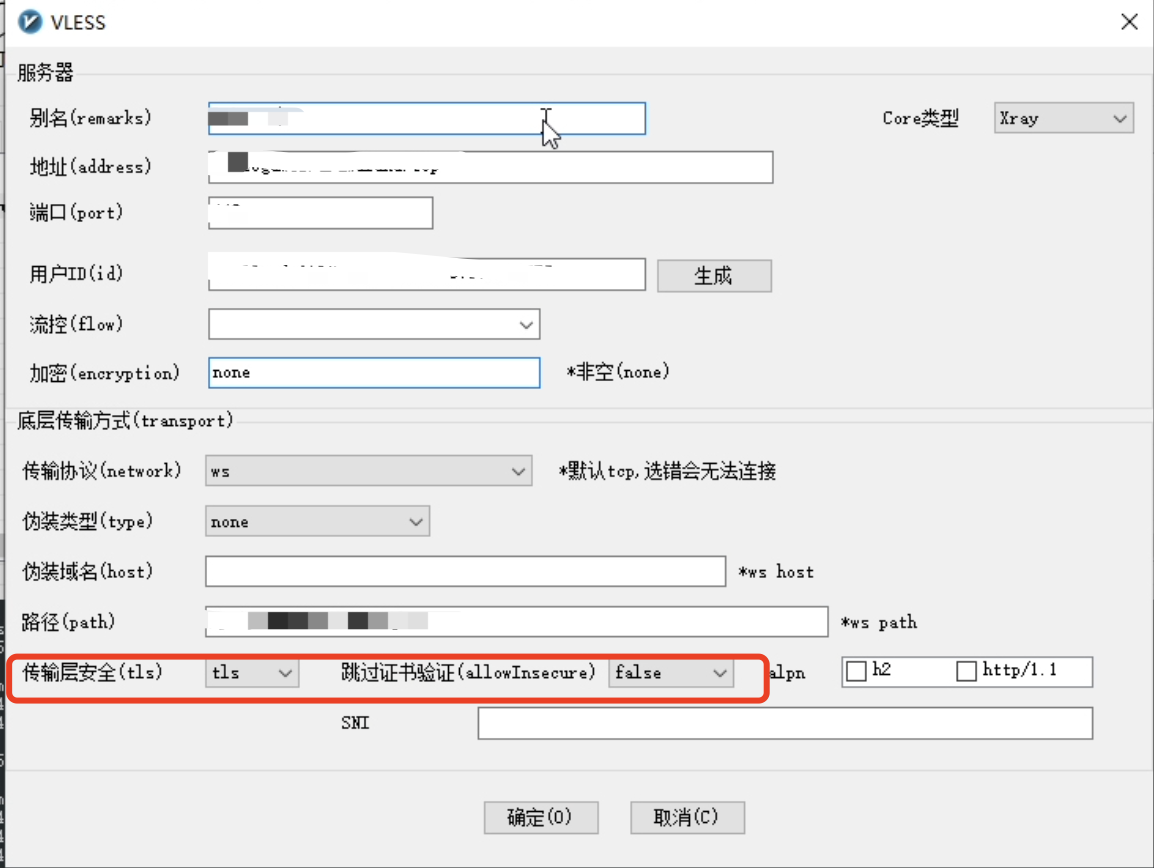 VLESS
服务器
别名(remarks)
Core类型 Xray
地址(address)
端口(port)
用户ID(id) 生成
流控(flow)
加密(encryption) none *非空(none)
底层传输方式(transport)
传输协议(network) ws *默认tcp,选错会无法连接
伪装类型(type) none
伪装域名(host) *ws host
路径(path) *ws path
传输层安全(tls) tls 跳过证书验证(allowInsecure) false alpn h2 http/1.1
SNI
确定(O) 取消(C)